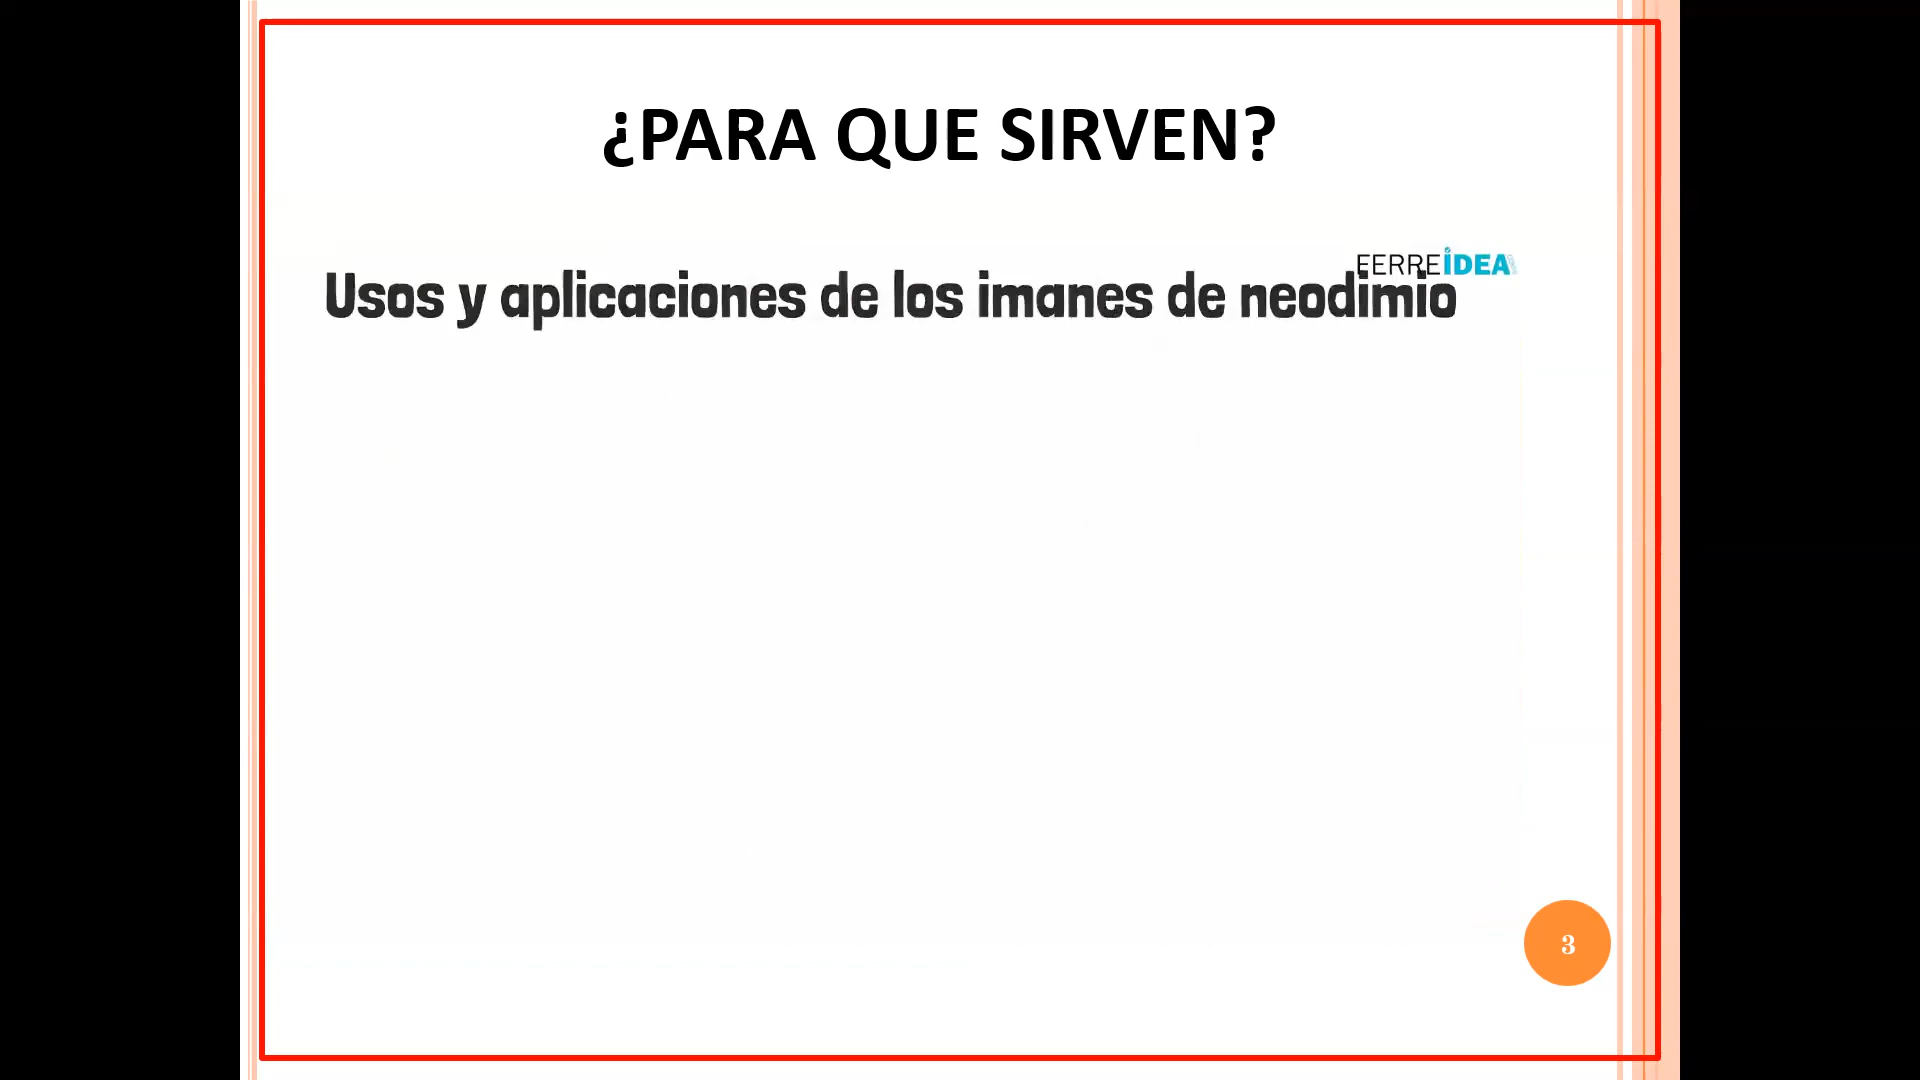 ¿PARA QUE SIRVEN?
FERREIDEA
Usos y aplicaciones de los imanes de neodimio
3